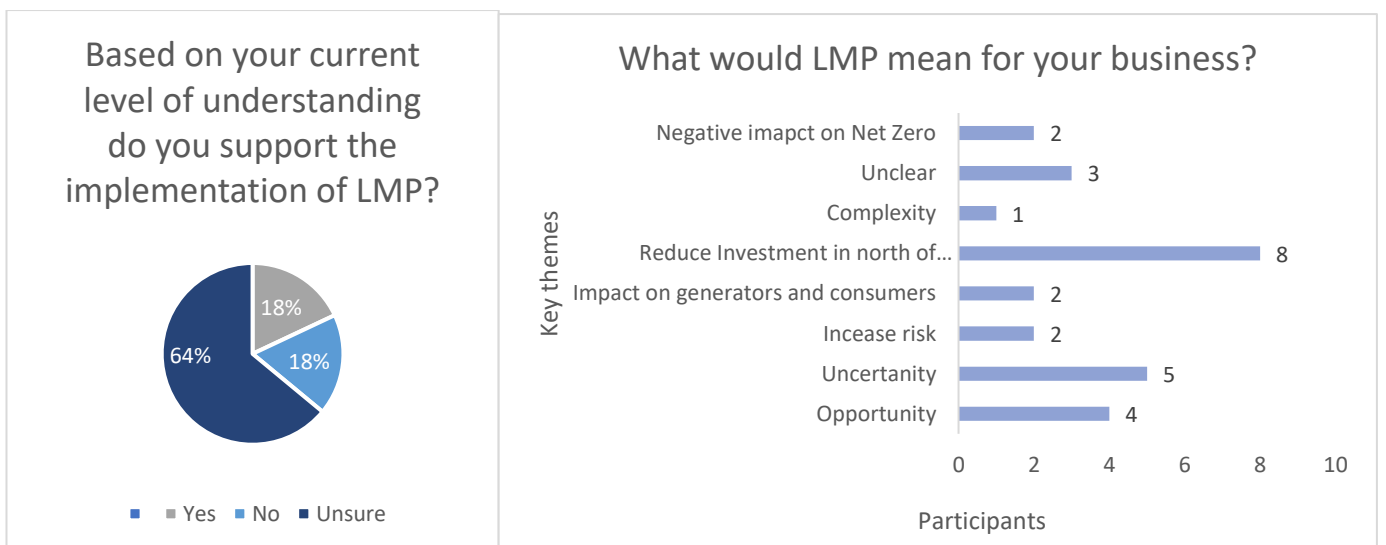 Based on your current
level of understanding
do you support the
implementation of LMP?
18%
64%
18%
Yes No Unsure
What would LMP mean for your business?
Key themes
Negative imapct on Net Zero 2
Unclear 3
Complexity 1
Reduce Investment in north of... 8
Impact on generators and consumers 2
Incease risk 2
Uncertanity 5
Opportunity 4
0 2 4 6 8 10
Participants